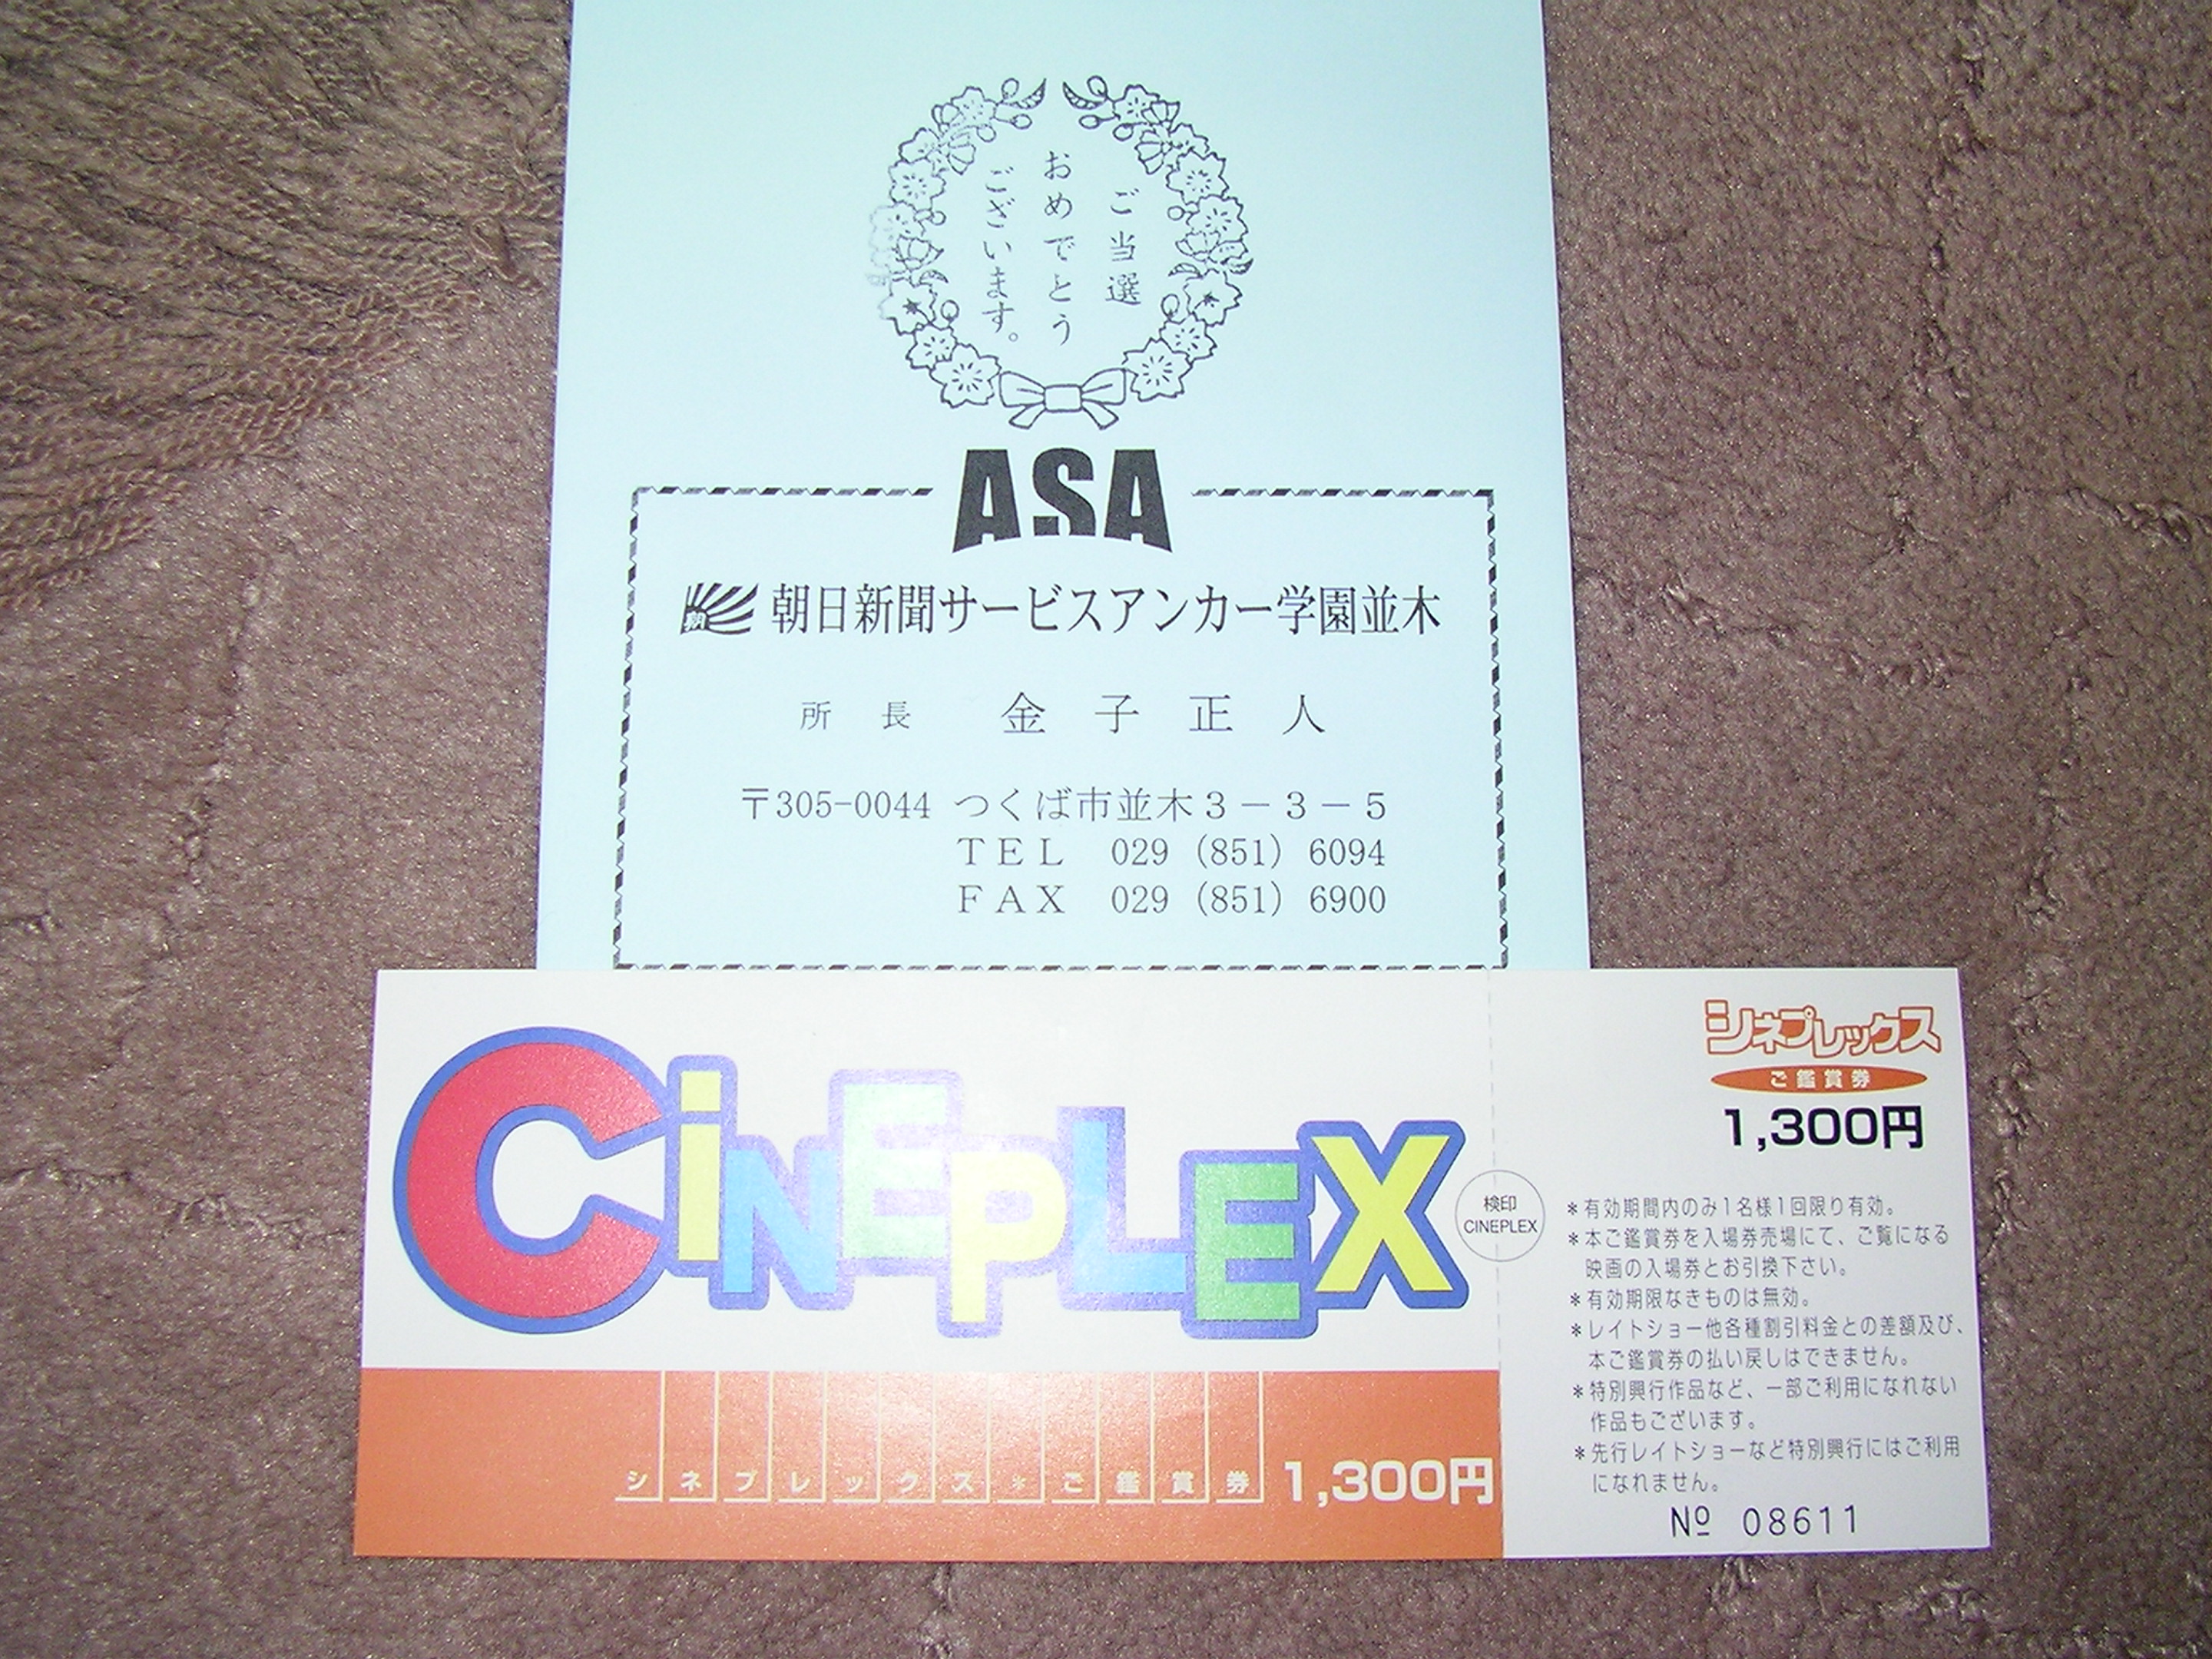 ご当選
おめでとう
ございます。
ASA
朝日新聞サービスアンカー学園並木
所長 金子正人
〒305-0044 つくば市並木3－3－5
TEL 029 (851) 6094
FAX 029 (851) 6900
CINEPLEX
シネプレックス＊ご鑑賞券 1,300円
検印
CINEPLEX
シネプレックス
ご鑑賞券
1,300円
＊有効期間内のみ1名様1回限り有効。
＊本ご鑑賞券を入場券売場にて、ご覧になる
映画の入場券とお引換下さい。
＊有効期限なきものは無効。
＊レイトショー他各種割引料金との差額及び、
本ご鑑賞券の払い戻しはできません。
＊特別興行作品など、一部ご利用になれない
作品もございます。
＊先行レイトショーなど特別興行にはご利用
になれません。
№ 08611